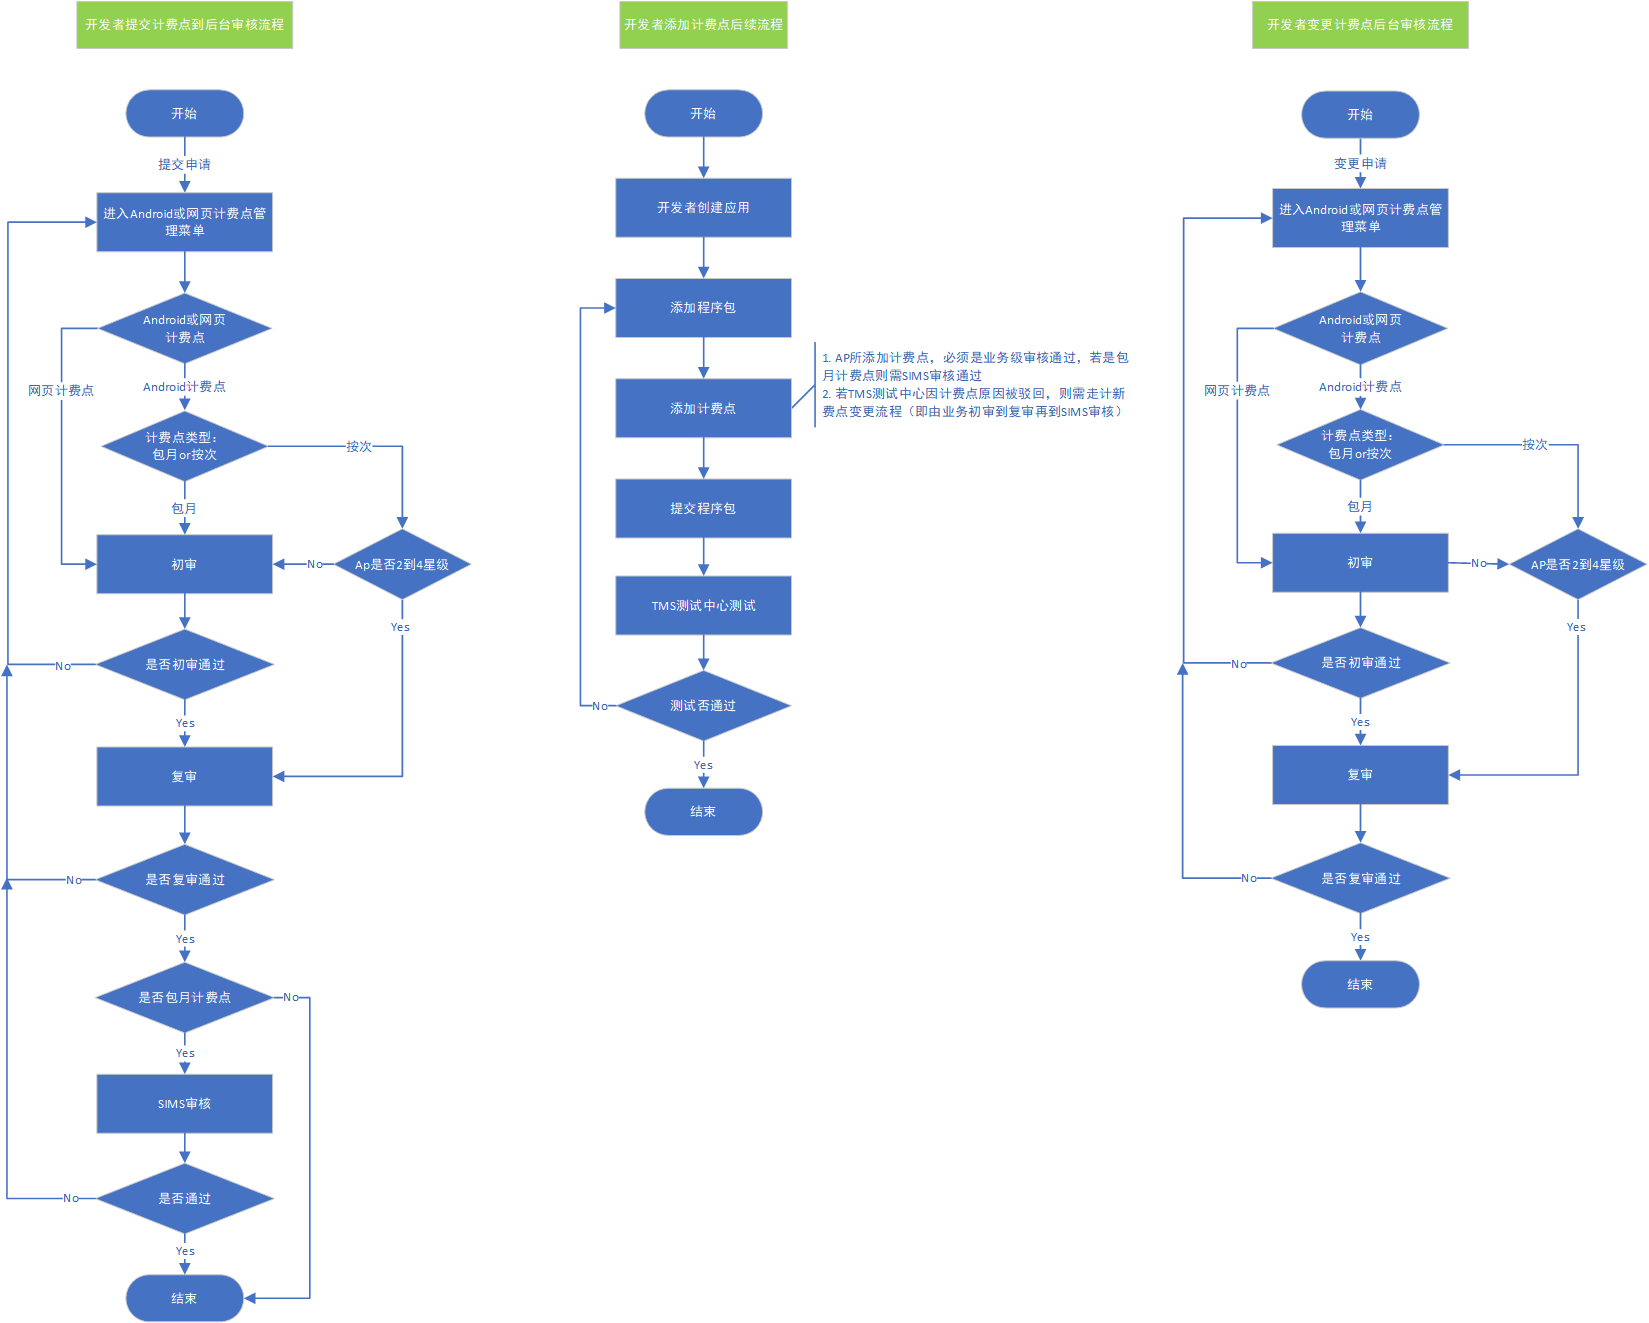 开发者提交计费点到后台审核流程
开始
提交申请
进入Android或网页计费点管
理菜单
Android或网页
计费点
网页计费点
Android计费点
计费点类型：
包月or按次
按次
包月
初审
No
Ap是否2到4星级
Yes
是否初审通过
No
Yes
复审
是否复审通过
No
Yes
是否包月计费点
No
Yes
SIMS审核
是否通过
No
Yes
结束
开发者添加计费点后续流程
开始
开发者创建应用
添加程序包
添加计费点
1. AP所添加计费点，必须是业务级审核通过，若是包
月计费点则需SIMS审核通过
2. 若TMS测试中心因计费点原因被驳回，则需走计新
费点变更流程（即由业务初审到复审再到SIMS审核）
提交程序包
TMS测试中心测试
测试否通过
No
Yes
结束
开发者变更计费点后台审核流程
开始
变更申请
进入Android或网页计费点管
理菜单
Android或网页
计费点
网页计费点
Android计费点
计费点类型：
包月or按次
按次
包月
初审
No
AP是否2到4星级
Yes
是否初审通过
No
Yes
复审
是否复审通过
No
Yes
结束